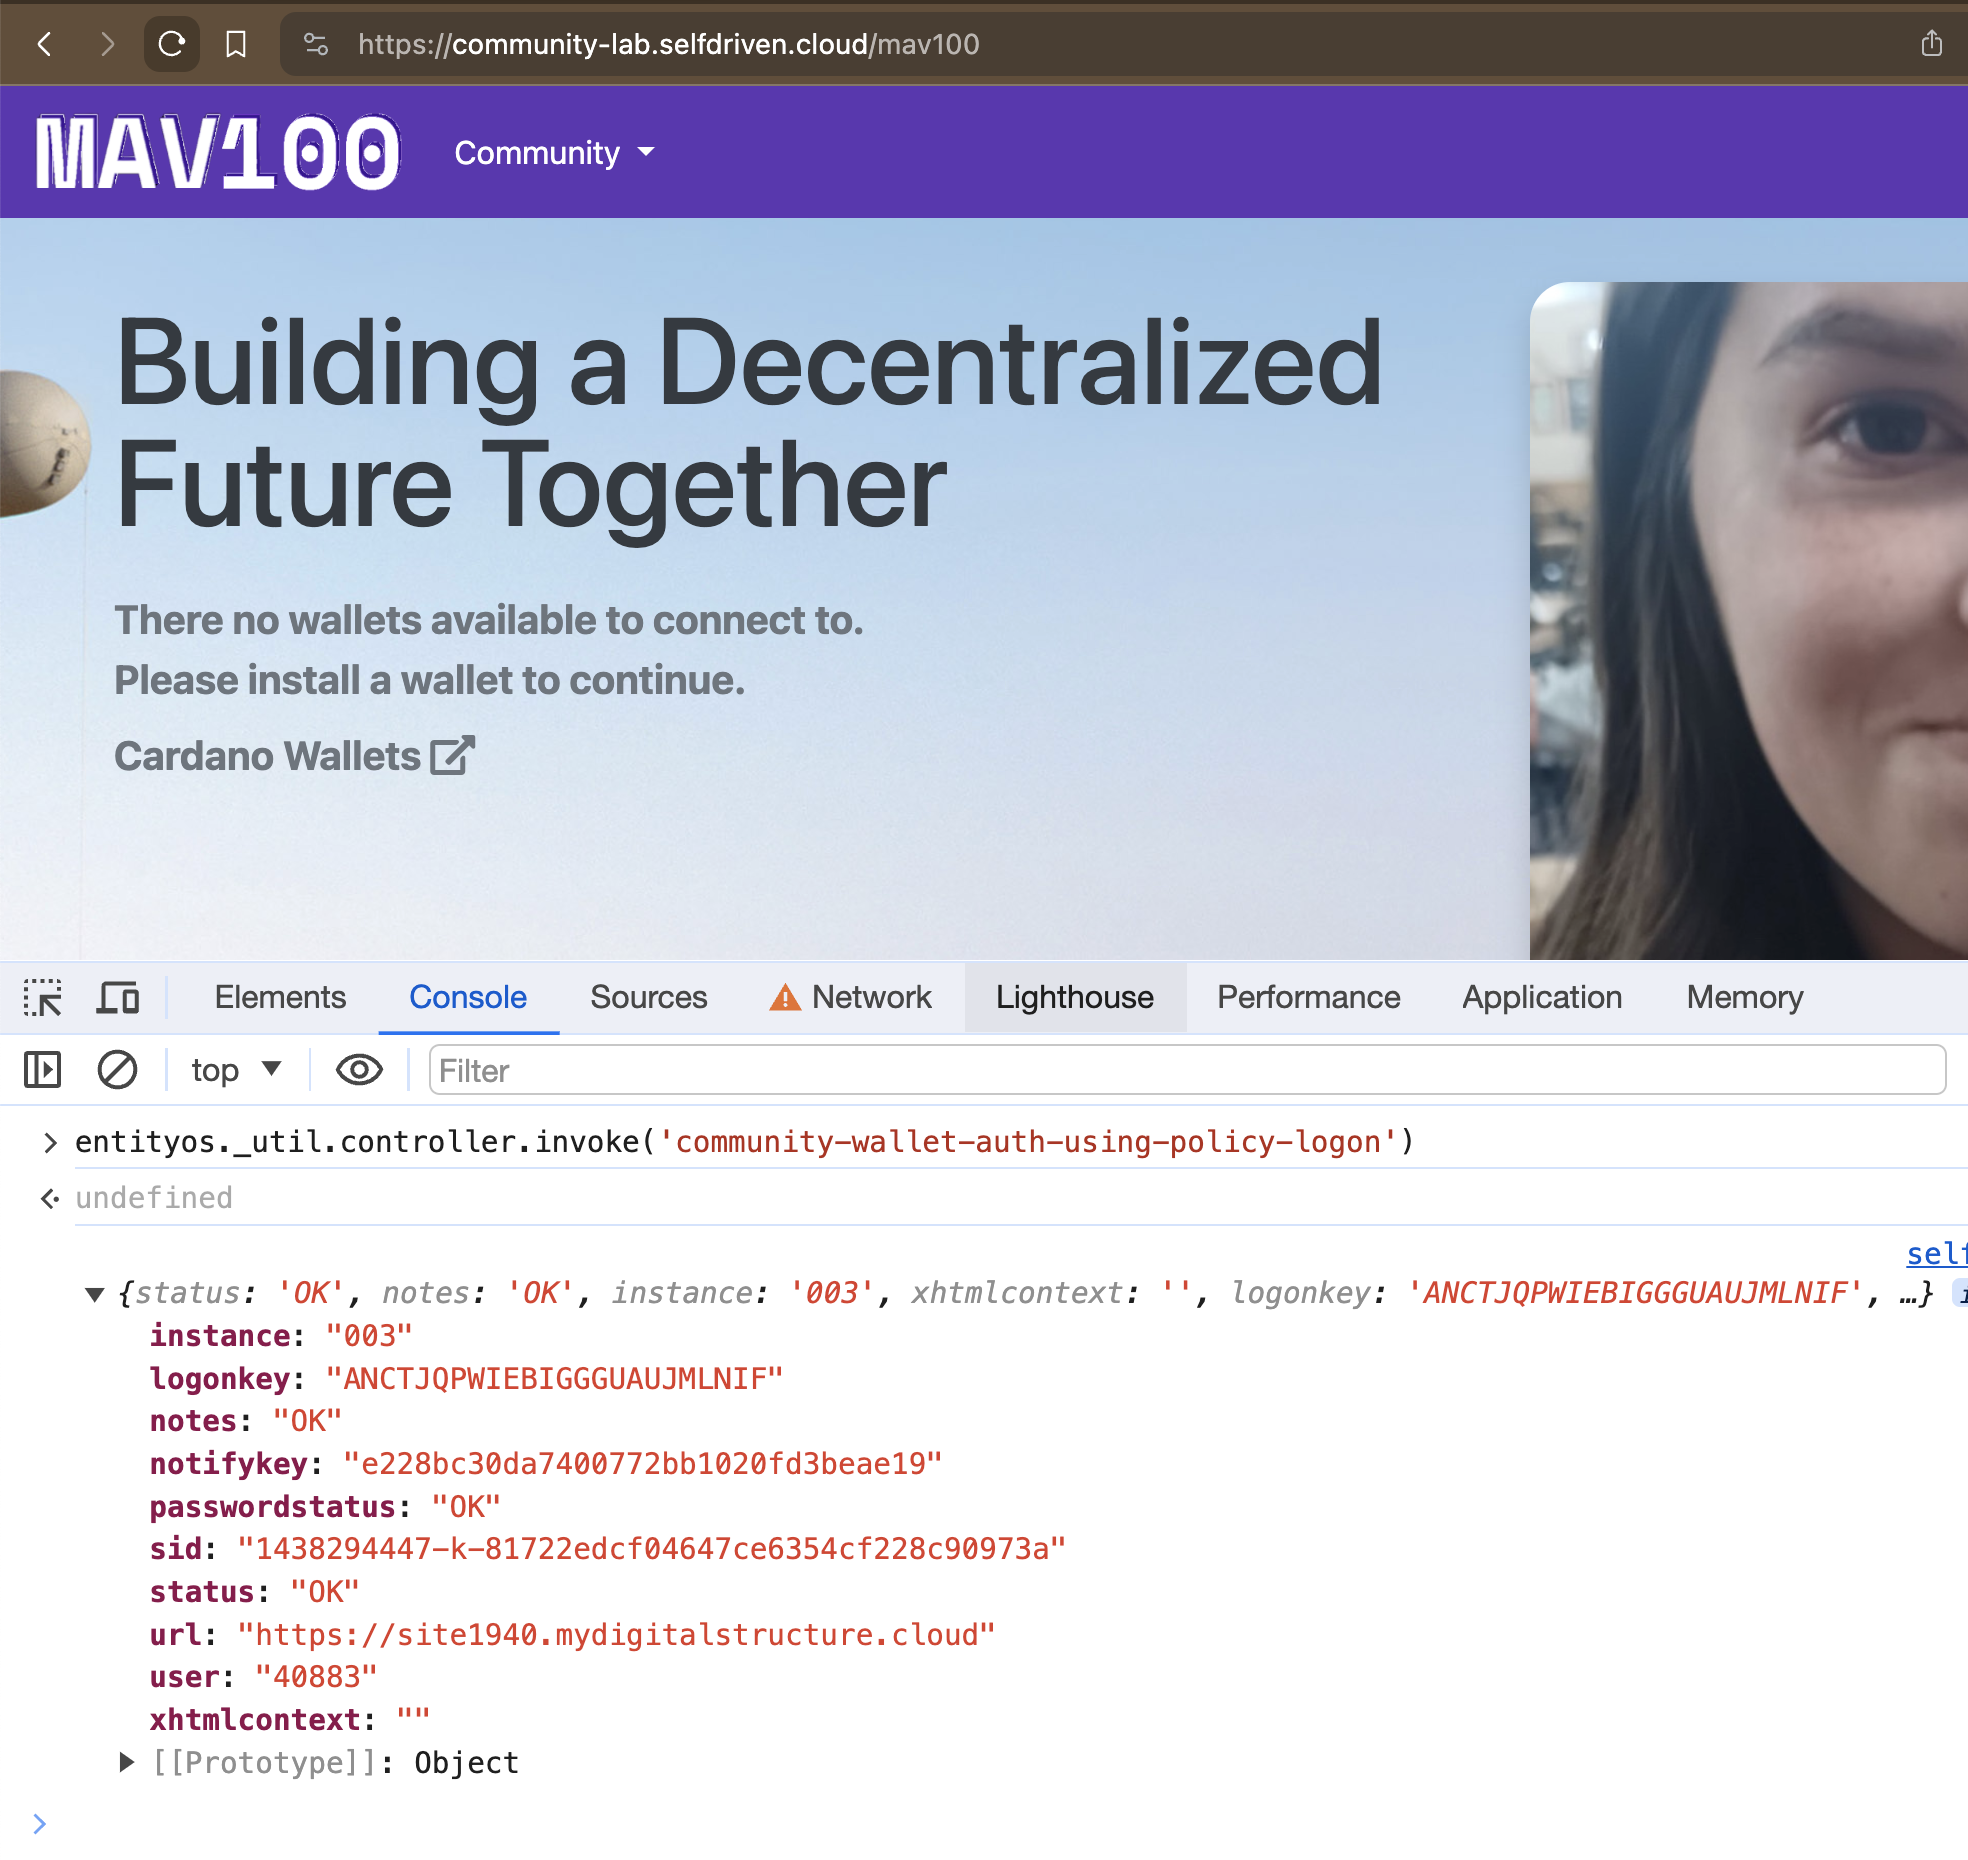 https://community-lab.selfdriven.cloud/mav100
MAV100
Community
Building a Decentralized
Future Together
There no wallets available to connect to.
Please install a wallet to continue.
Cardano Wallets
Elements Console Sources Network Lighthouse Performance Application Memory
top Filter
entityos._util.controller.invoke('community-wallet-auth-using-policy-logon')
undefined
self
{status: 'OK', notes: 'OK', instance: '003', xhtmlcontext: '', logonkey: 'ANCTJQPWIEBIGGGUAUJMLNIF', …} i
instance: "003"
logonkey: "ANCTJQPWIEBIGGGUAUJMLNIF"
notes: "OK"
notifykey: "e228bc30da7400772bb1020fd3beae19"
passwordstatus: "OK"
sid: "1438294447-k-81722edcf04647ce6354cf228c90973a"
status: "OK"
url: "https://site1940.mydigitalstructure.cloud"
user: "40883"
xhtmlcontext: ""
[[Prototype]]: Object